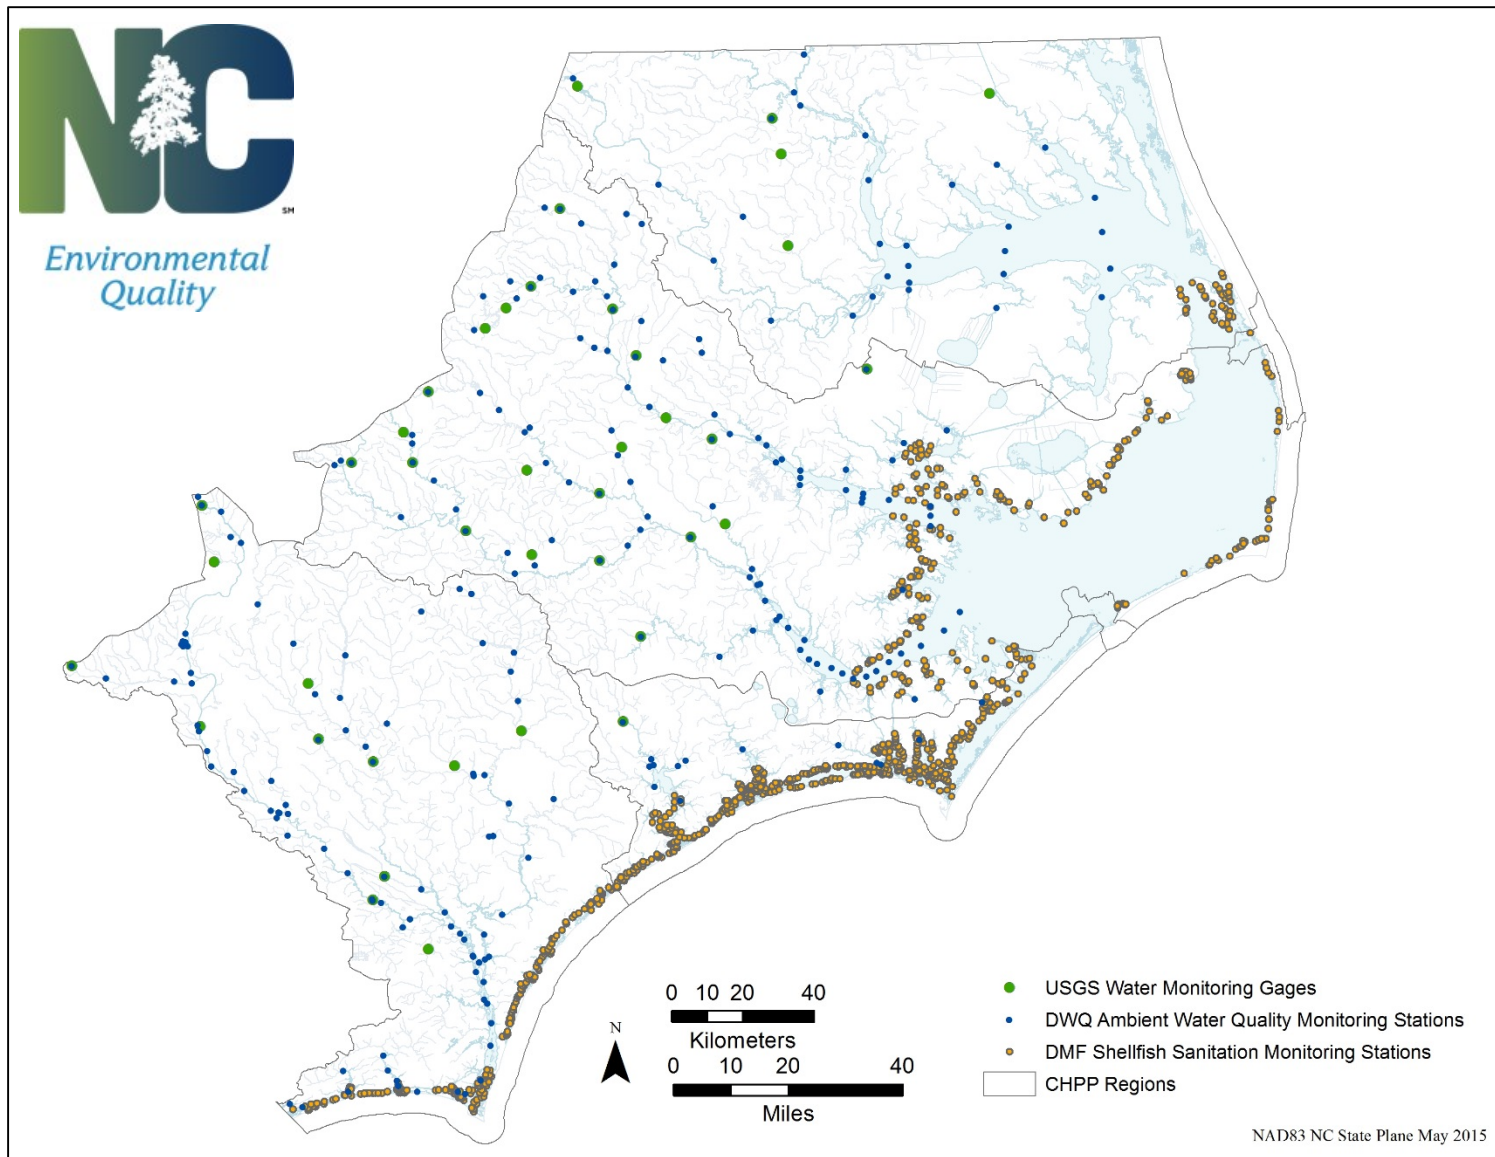 NC
SM
Environmental
Quality
0 10 20 40
Kilometers
0 10 20 40
Miles
N
USGS Water Monitoring Gages
DWQ Ambient Water Quality Monitoring Stations
DMF Shellfish Sanitation Monitoring Stations
CHPP Regions
NAD83 NC State Plane May 2015